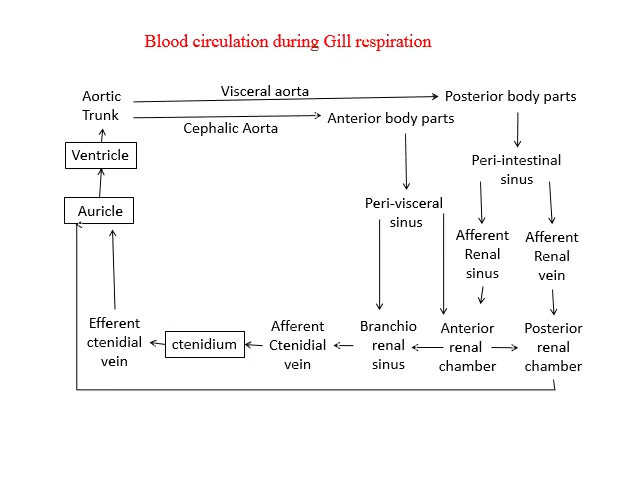 Blood circulation during Gill respiration
Aortic
Trunk
Visceral aorta
Posterior body parts
Cephalic Aorta
Anterior body parts
Ventricle
Peri-intestinal
sinus
Auricle
Peri-visceral
sinus
Afferent
Renal
sinus
Afferent
Renal
vein
Efferent
ctenidial
vein
ctenidium
Afferent
Ctenidial
vein
Branchio
renal
sinus
Anterior
renal
chamber
Posterior
renal
chamber